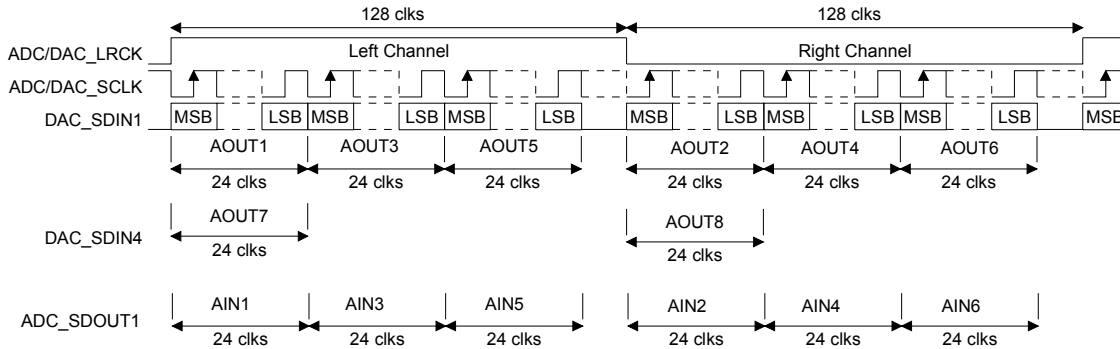 128 clks 128 clks
ADC/DAC_LRCK Left Channel Right Channel
ADC/DAC_SCLK
DAC_SDIN1 MSB LSB MSB LSB MSB LSB MSB LSB MSB LSB MSB LSB MSB
AOUT1 AOUT3 AOUT5 AOUT2 AOUT4 AOUT6
24 clks 24 clks 24 clks 24 clks 24 clks 24 clks
DAC_SDIN4 AOUT7 AOUT8
24 clks 24 clks
ADC_SDOUT1 AIN1 AIN3 AIN5 AIN2 AIN4 AIN6
24 clks 24 clks 24 clks 24 clks 24 clks 24 clks